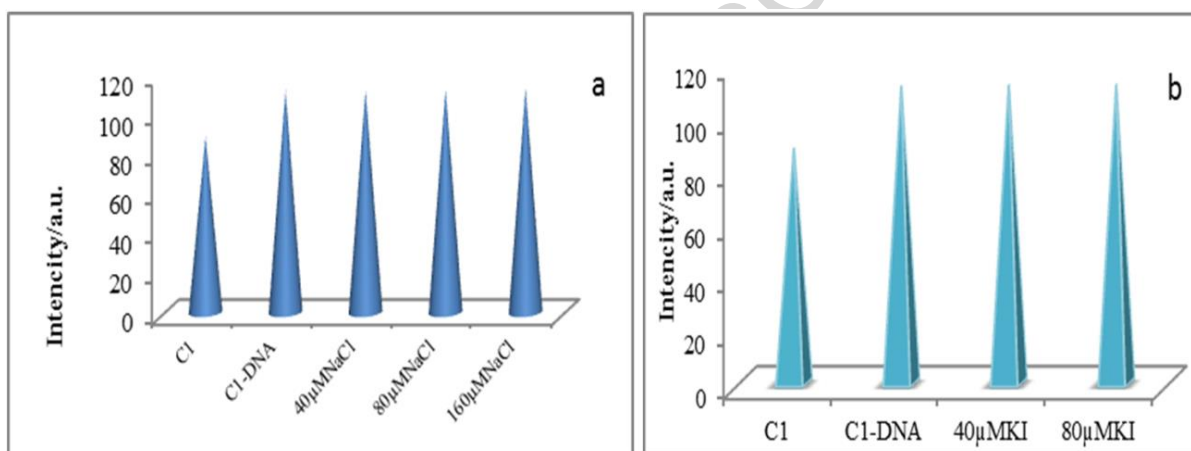 a
Intencity/a.u.
120
100
80
60
40
20
0
C1
C1-DNA
40µMNaCl
80µMNaCl
160µMNaCl
b
Intencity/a.u.
120
100
80
60
40
20
0
C1
C1-DNA
40µMKI
80µMKI